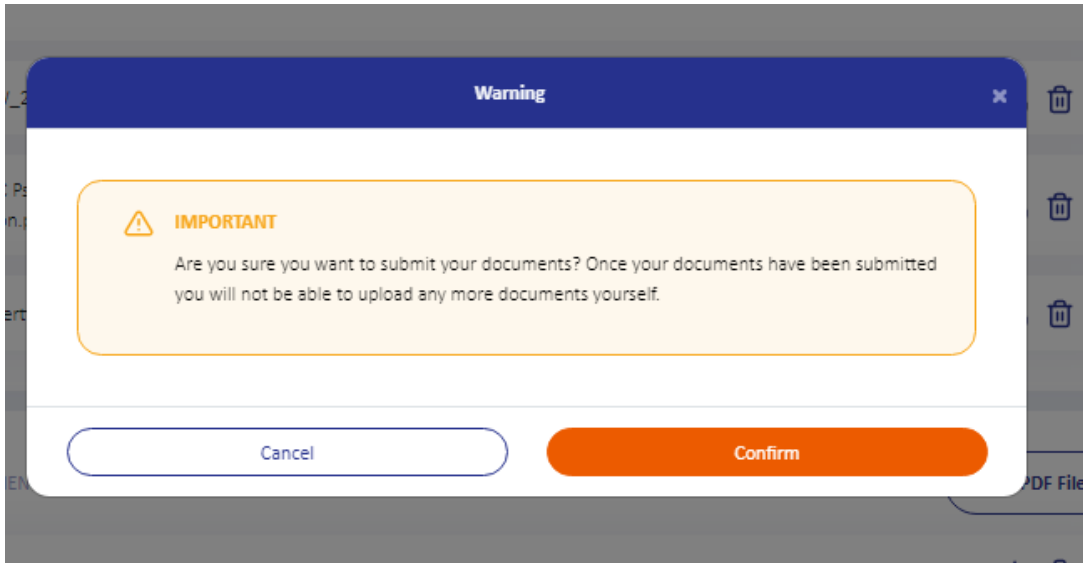 Warning
IMPORTANT
Are you sure you want to submit your documents? Once your documents have been submitted
you will not be able to upload any more documents yourself.
Cancel
Confirm
PDF File